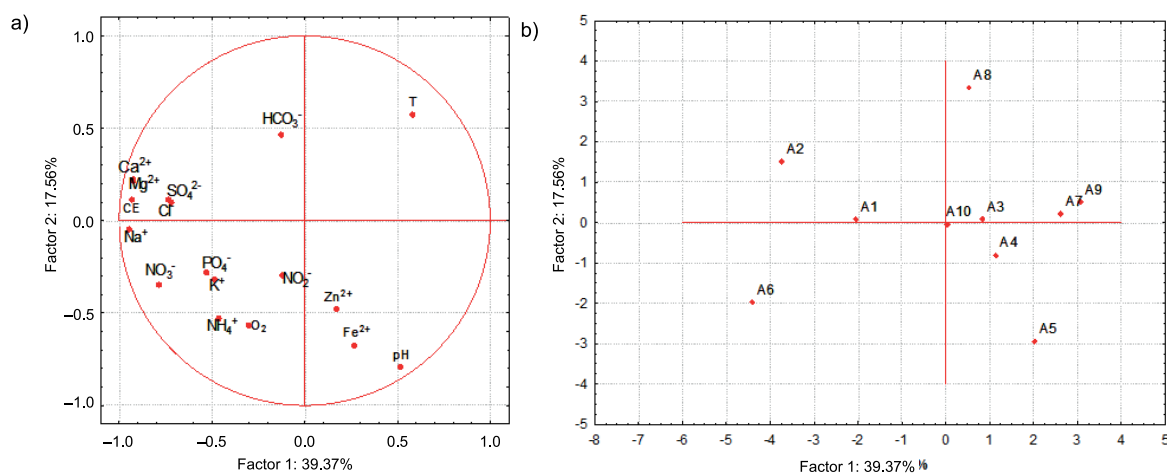 a)
1.0
0.5
0.0
−0.5
−1.0
Factor 2: 17.56%
T
HCO₃⁻
Ca²⁺
Mg²⁺
SO₄²⁻
CE
Cl
Na⁺
NO₃⁻
PO₄⁻
K⁺
NO₂⁻
Zn²⁺
NH₄⁺
O₂
Fe²⁺
pH
−1.0 −0.5 0.0 0.5 1.0
Factor 1: 39.37%
b)
5
4
3
2
1
0
-1
-2
-3
-4
-5
Factor 2: 17.56%
A8
A2
A9
A7
A1
A10
A3
A4
A6
A5
-8 -7 -6 -5 -4 -3 -2 -1 0 1 2 3 4 5
Factor 1: 39.37%